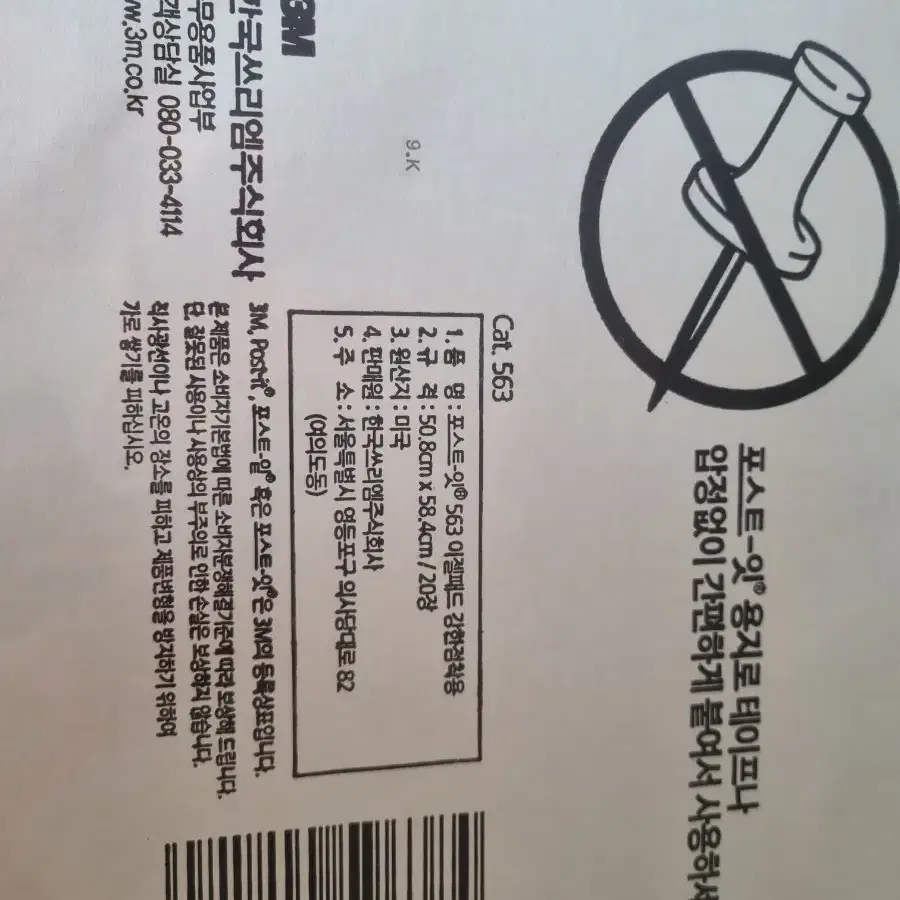 포스트-잇® 용지로 테이프나
압정없이 간편하게 붙여서 사용하세
Cat. 563
1. 품 명 : 포스트-잇® 563 이젤패드 강한점착용
2. 규 격 : 50.8cm x 58.4cm / 20장
3. 원산지 : 미국
4. 판매원 : 한국쓰리엠주식회사
5. 주 소 : 서울특별시 영등포구 의사당대로 82
(여의도동)
9.K
3M
한국쓰리엠주식회사
무용품사업부
객상담실 080-033-4114
w.3m.co.kr
3M, Post-it®, 포스트-잇® 혹은 포스트-잇®은 3M의 등록상표입니다.
본 제품은 소비자기본법에 따른 소비자분쟁해결기준에 따라 보상해 드립니다.
단, 잘못된 사용이나 사용상의 부주의로 인한 손실은 보상하지 않습니다.
직사광선이나 고온의 장소를 피하고 제품변형을 방지하기 위하여
기로 쌓기를 피하십시오.